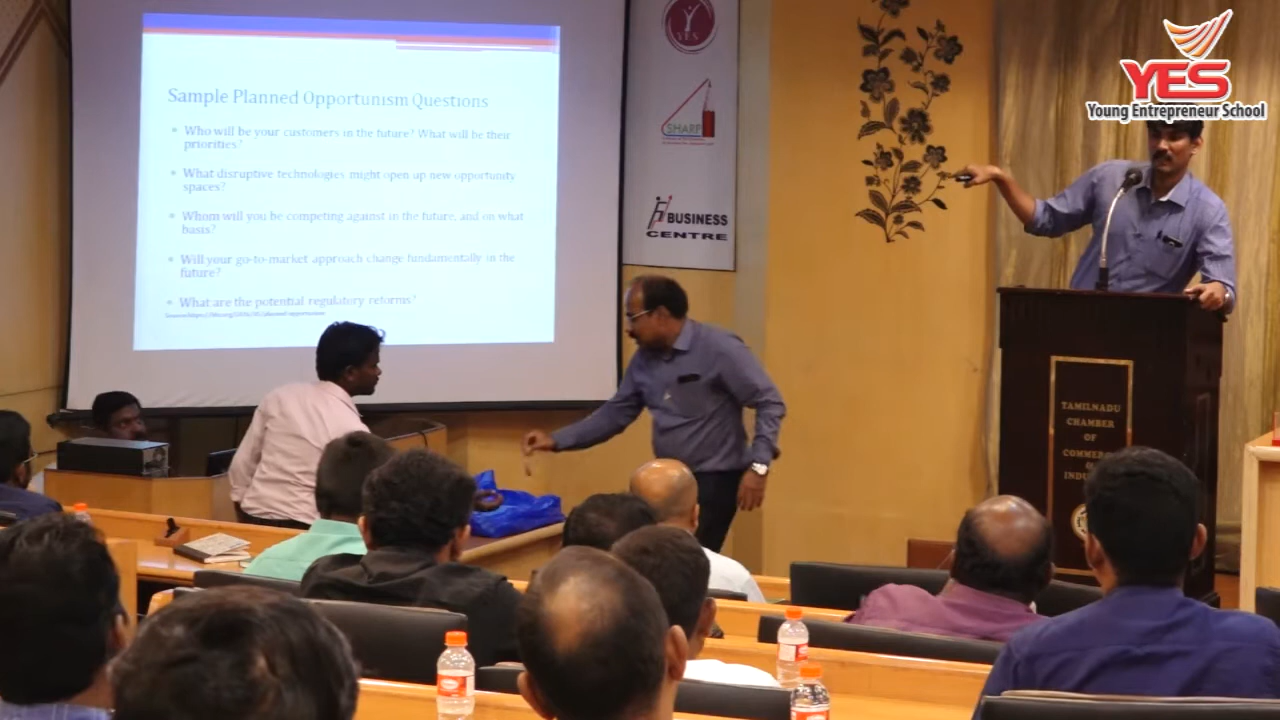 YES
Young Entrepreneur School
YES
SHARP
BUSINESS
CENTRE
Sample Planned Opportunism Questions
Who will be your customers in the future? What will be their
priorities?
What disruptive technologies might open up new opportunity
spaces?
Whom will you be competing against in the future, and on what
basis?
Will your go-to-market approach change fundamentally in the
future?
What are the potential regulatory reforms?
TAMILNADU
CHAMBER
OF
COMMERCE